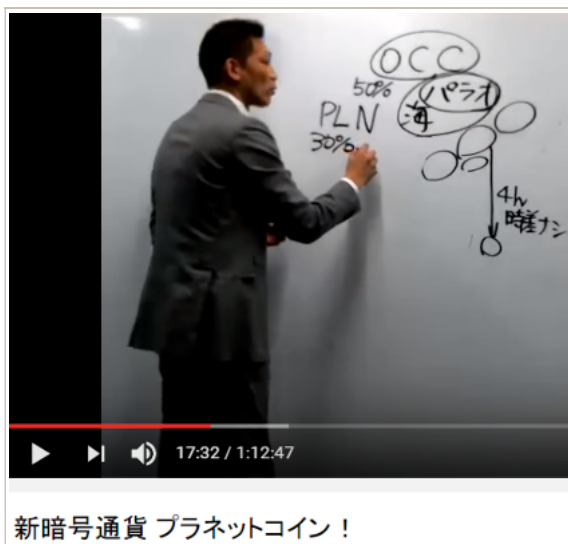 OCC
50%
パラオ
海
PLN
30%
4h
時差ナシ
17:32 / 1:12:47
新暗号通貨 プラネットコイン！